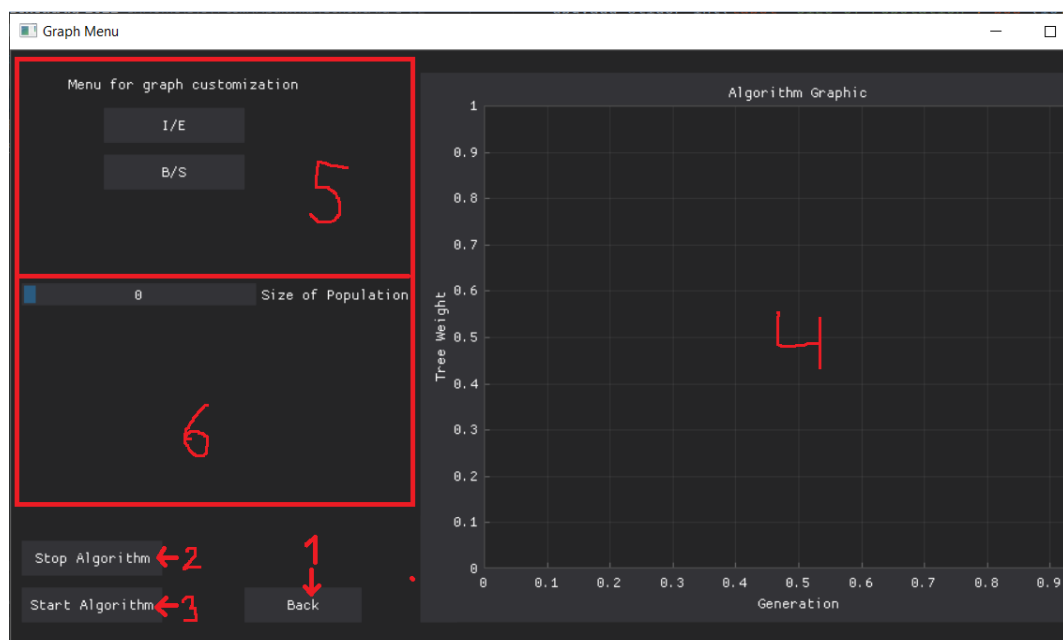 Graph Menu
Menu for graph customization
I/E
B/S
5
0 Size of Population
6
Stop Algorithm 2
Start Algorithm 3
1
Back
Algorithm Graphic
1
0.9
0.8
0.7
0.6
0.5
0.4
0.3
0.2
0.1
0
Tree Weight
4
0 0.1 0.2 0.3 0.4 0.5 0.6 0.7 0.8 0.9
Generation